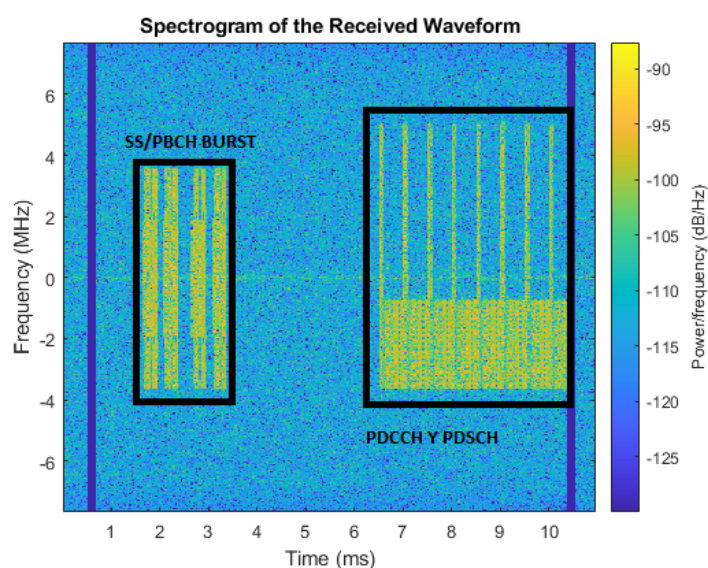 Spectrogram of the Received Waveform
SS/PBCH BURST
PDCCH Y PDSCH
Frequency (MHz)
6
4
2
0
-2
-4
-6
1 2 3 4 5 6 7 8 9 10
Time (ms)
-90
-95
-100
-105
-110
-115
-120
-125
Power/frequency (dB/Hz)